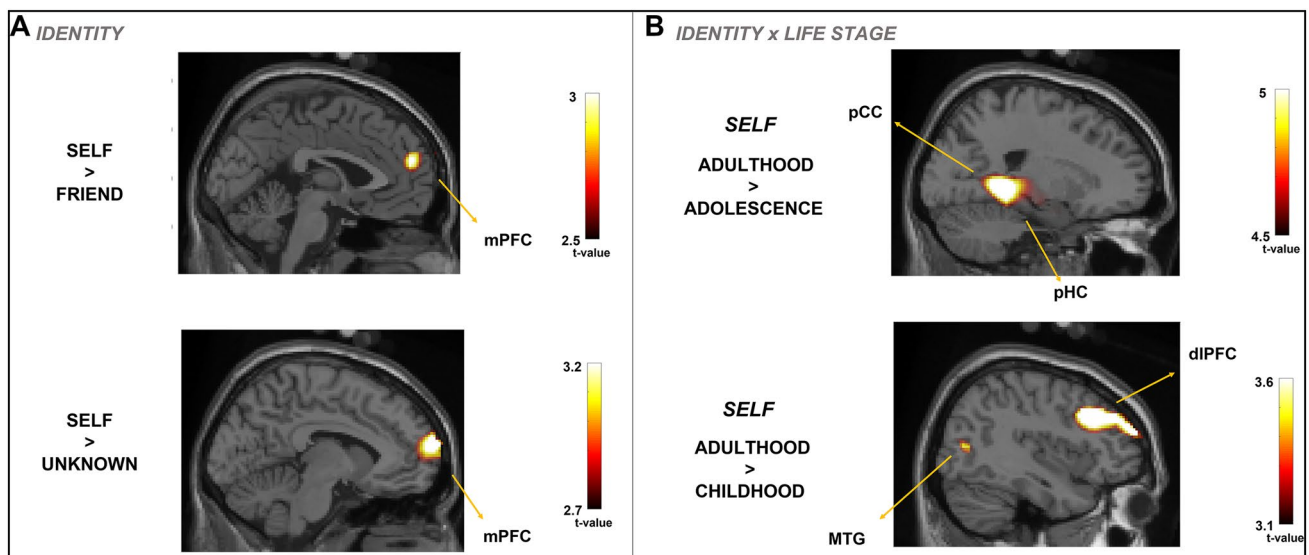 A IDENTITY
SELF
>
FRIEND
3
2.5
t-value
mPFC
SELF
>
UNKNOWN
3.2
2.7
t-value
mPFC
B IDENTITY x LIFE STAGE
SELF
ADULTHOOD
>
ADOLESCENCE
pCC
pHC
5
4.5
t-value
SELF
ADULTHOOD
>
CHILDHOOD
dlPFC
MTG
3.6
3.1
t-value